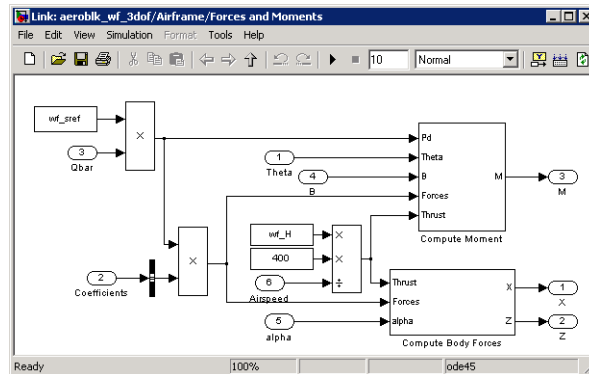 Link: aeroblk_wf_3dof/Airframe/Forces and Moments
File Edit View Simulation Format Tools Help
10 Normal
wf_sref
×
3
Qbar
Pd
1
Theta
Theta
4
B
B
M
3
M
Forces
Thrust
Compute Moment
wf_H
×
400
×
6
÷
Airspeed
×
2
Coefficients
Thrust
X
1
X
Forces
5
alpha
alpha
Z
2
Z
Compute Body Forces
Ready 100% ode45